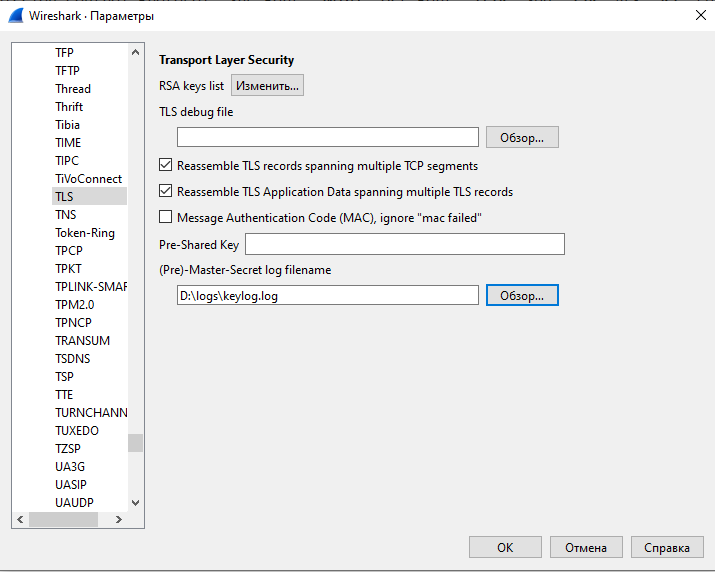 Wireshark · Параметры
TFP
TFTP
Thread
Thrift
Tibia
TIME
TIPC
TiVoConnect
TLS
TNS
Token-Ring
TPCP
TPKT
TPLINK-SMAR
TPM2.0
TPNCP
TRANSUM
TSDNS
TSP
TTE
TURNCHANN
TUXEDO
TZSP
UA3G
UASIP
UAUDP
Transport Layer Security
RSA keys list Изменить...
TLS debug file
Обзор...
Reassemble TLS records spanning multiple TCP segments
Reassemble TLS Application Data spanning multiple TLS records
Message Authentication Code (MAC), ignore "mac failed"
Pre-Shared Key
(Pre)-Master-Secret log filename
D:\logs\keylog.log Обзор...
OK Отмена Справка